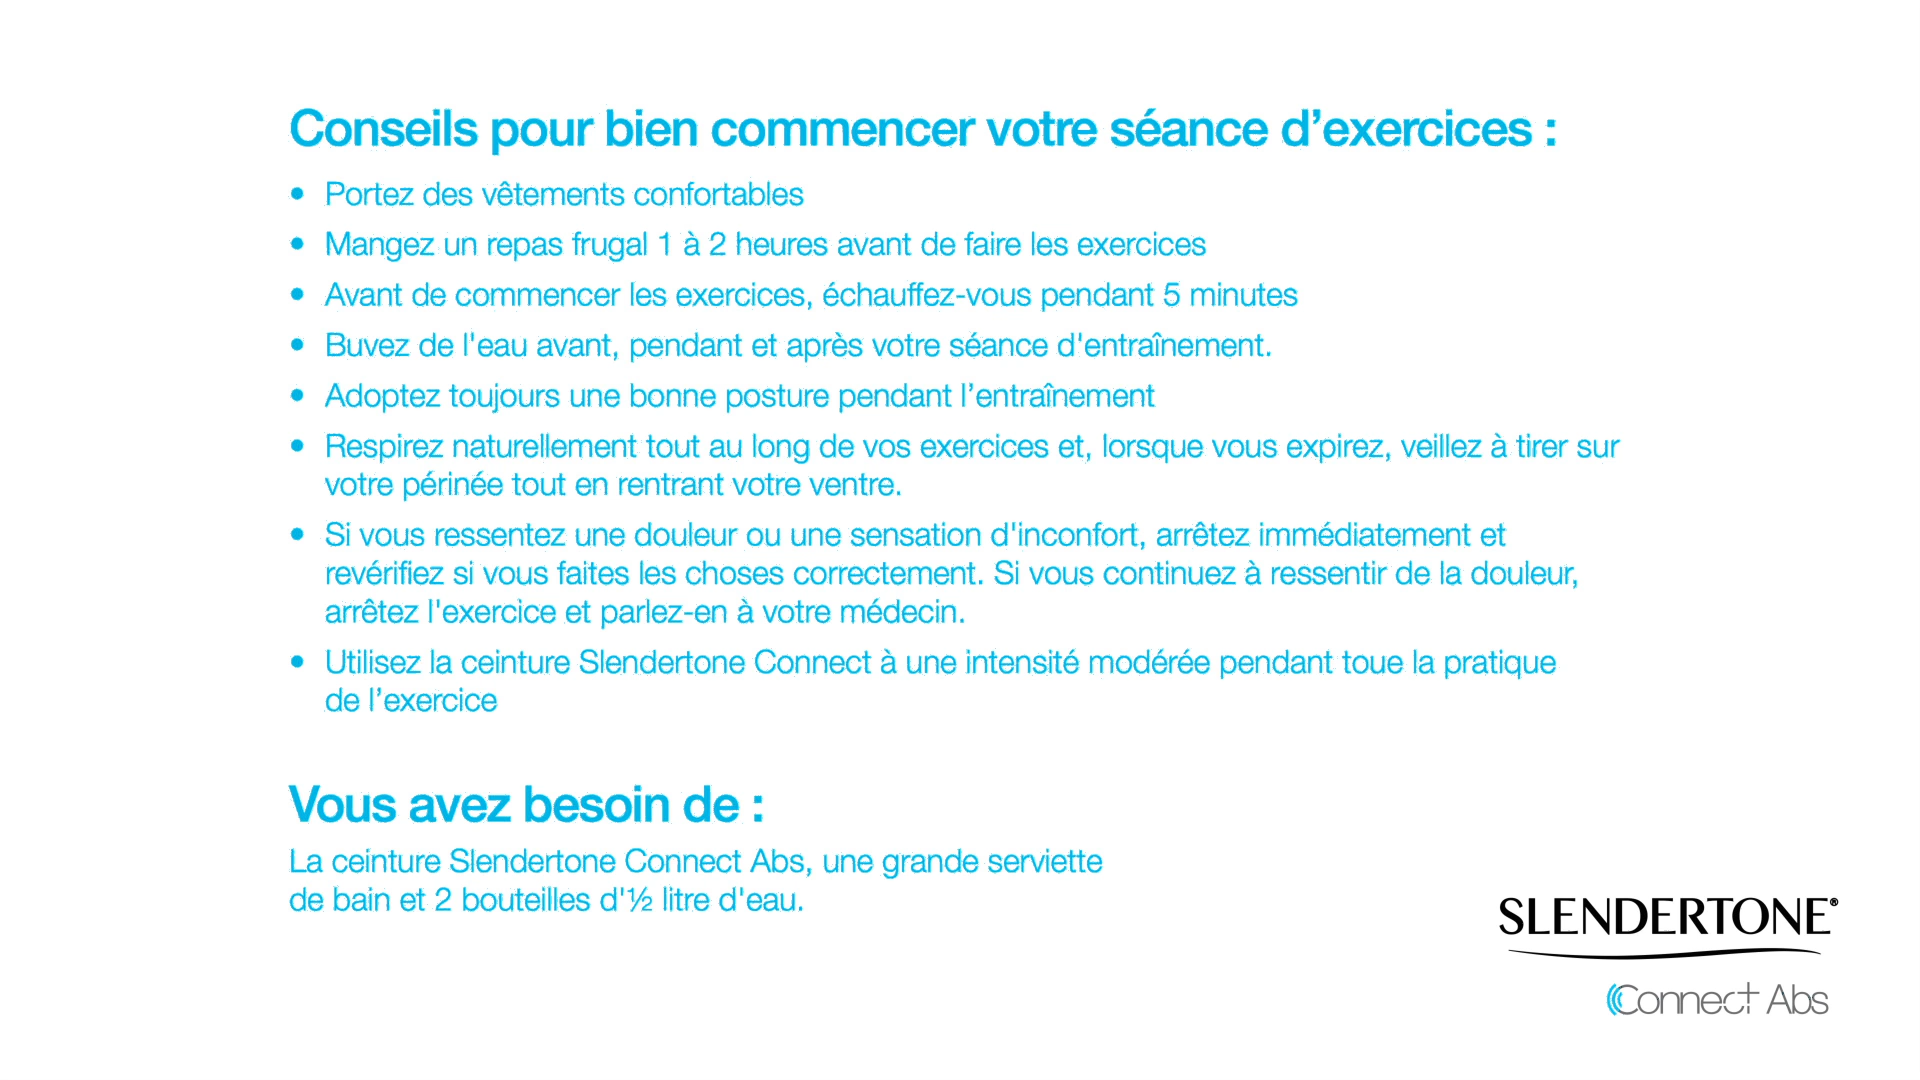 Conseils pour bien commencer votre séance d’exercices :
• Portez des vêtements confortables
• Mangez un repas frugal 1 à 2 heures avant de faire les exercices
• Avant de commencer les exercices, échauffez-vous pendant 5 minutes
• Buvez de l'eau avant, pendant et après votre séance d'entraînement.
• Adoptez toujours une bonne posture pendant l’entraînement
• Respirez naturellement tout au long de vos exercices et, lorsque vous expirez, veillez à tirer sur
votre périnée tout en rentrant votre ventre.
• Si vous ressentez une douleur ou une sensation d'inconfort, arrêtez immédiatement et
revérifiez si vous faites les choses correctement. Si vous continuez à ressentir de la douleur,
arrêtez l'exercice et parlez-en à votre médecin.
• Utilisez la ceinture Slendertone Connect à une intensité modérée pendant toue la pratique
de l’exercice
Vous avez besoin de :
La ceinture Slendertone Connect Abs, une grande serviette
de bain et 2 bouteilles d'½ litre d'eau.
SLENDERTONE®
Connect Abs